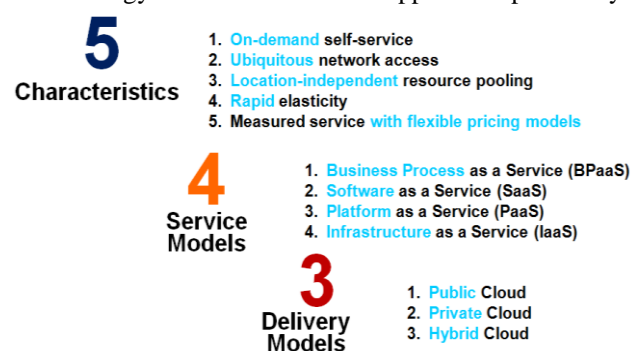 5
Characteristics
1. On-demand self-service
2. Ubiquitous network access
3. Location-independent resource pooling
4. Rapid elasticity
5. Measured service with flexible pricing models
4
Service
Models
1. Business Process as a Service (BPaaS)
2. Software as a Service (SaaS)
3. Platform as a Service (PaaS)
4. Infrastructure as a Service (IaaS)
3
Delivery
Models
1. Public Cloud
2. Private Cloud
3. Hybrid Cloud